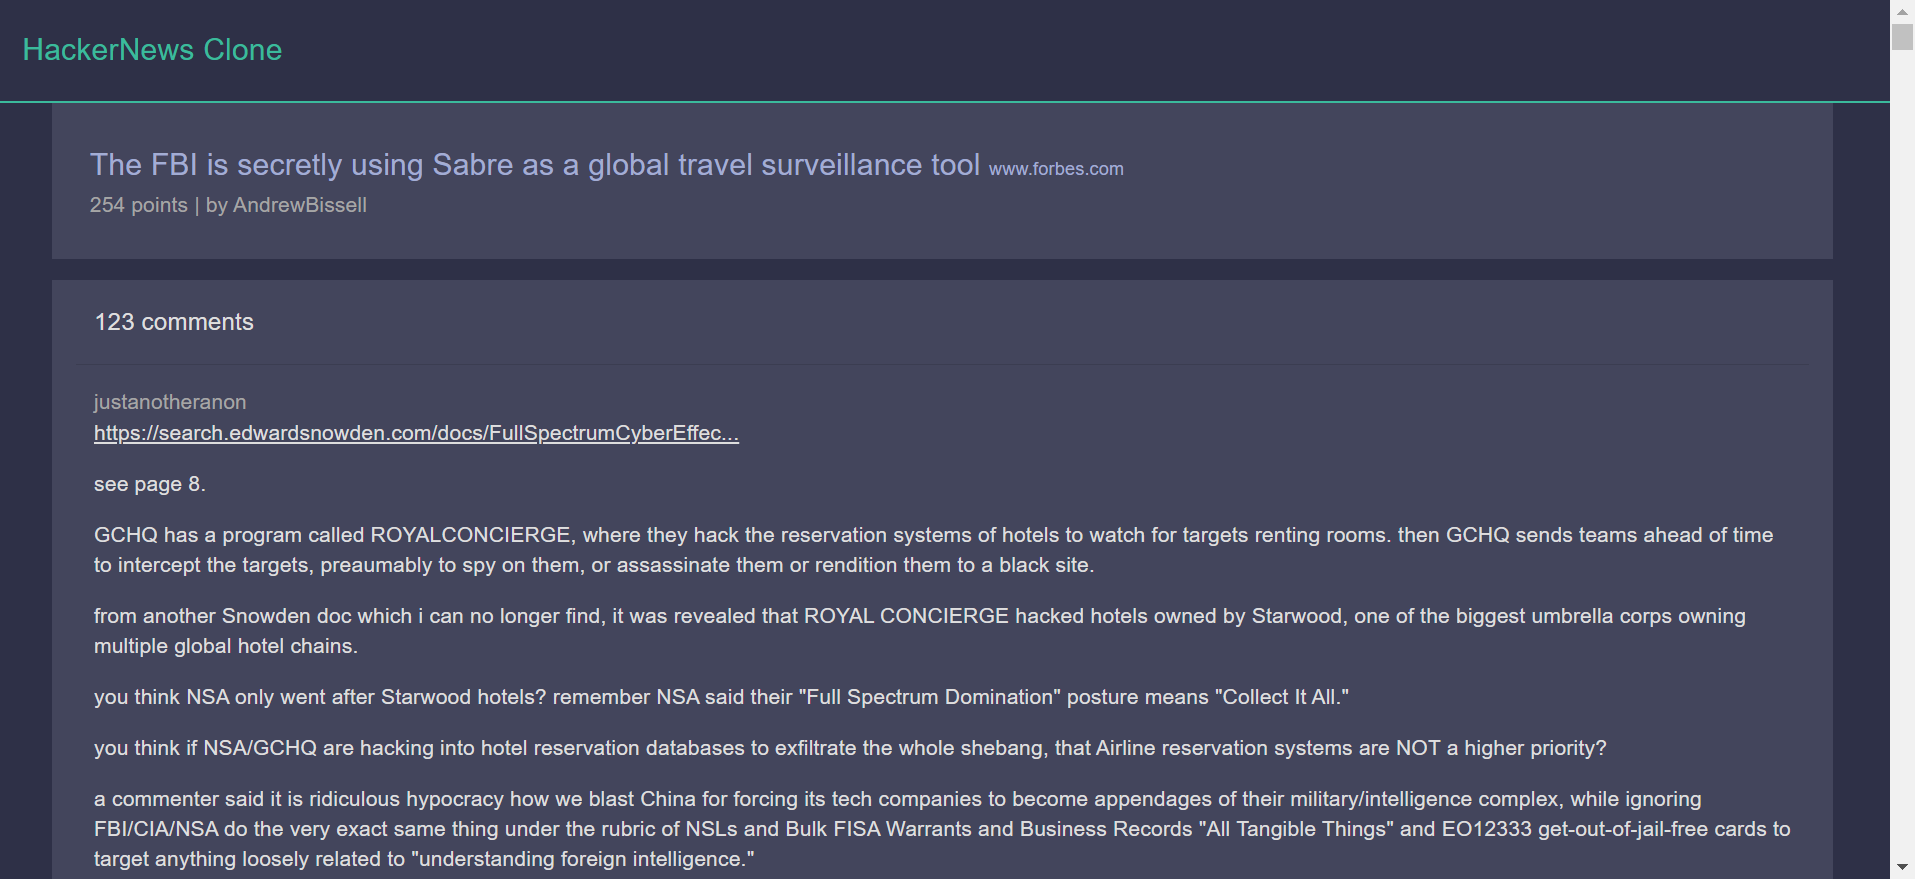 HackerNews Clone
The FBI is secretly using Sabre as a global travel surveillance tool www.forbes.com
254 points | by AndrewBissell
123 comments
justanotheranon
https://search.edwardsnowden.com/docs/FullSpectrumCyberEffec...
see page 8.
GCHQ has a program called ROYALCONCIERGE, where they hack the reservation systems of hotels to watch for targets renting rooms. then GCHQ sends teams ahead of time
to intercept the targets, preaumably to spy on them, or assassinate them or rendition them to a black site.
from another Snowden doc which i can no longer find, it was revealed that ROYAL CONCIERGE hacked hotels owned by Starwood, one of the biggest umbrella corps owning
multiple global hotel chains.
you think NSA only went after Starwood hotels? remember NSA said their "Full Spectrum Domination" posture means "Collect It All."
you think if NSA/GCHQ are hacking into hotel reservation databases to exfiltrate the whole shebang, that Airline reservation systems are NOT a higher priority?
a commenter said it is ridiculous hypocracy how we blast China for forcing its tech companies to become appendages of their military/intelligence complex, while ignoring
FBI/CIA/NSA do the very exact same thing under the rubric of NSLs and Bulk FISA Warrants and Business Records "All Tangible Things" and EO12333 get-out-of-jail-free cards to
target anything loosely related to "understanding foreign intelligence."